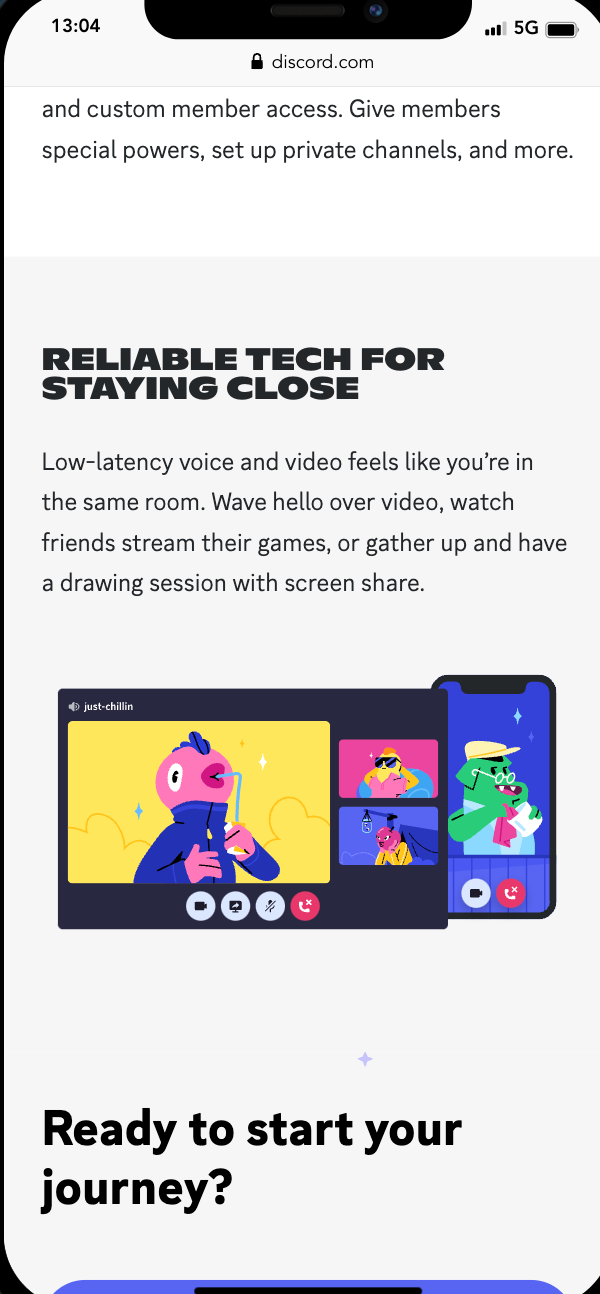 13:04
5G
discord.com
and custom member access. Give members
special powers, set up private channels, and more.
RELIABLE TECH FOR
STAYING CLOSE
Low-latency voice and video feels like you’re in
the same room. Wave hello over video, watch
friends stream their games, or gather up and have
a drawing session with screen share.
just-chillin
Ready to start your
journey?